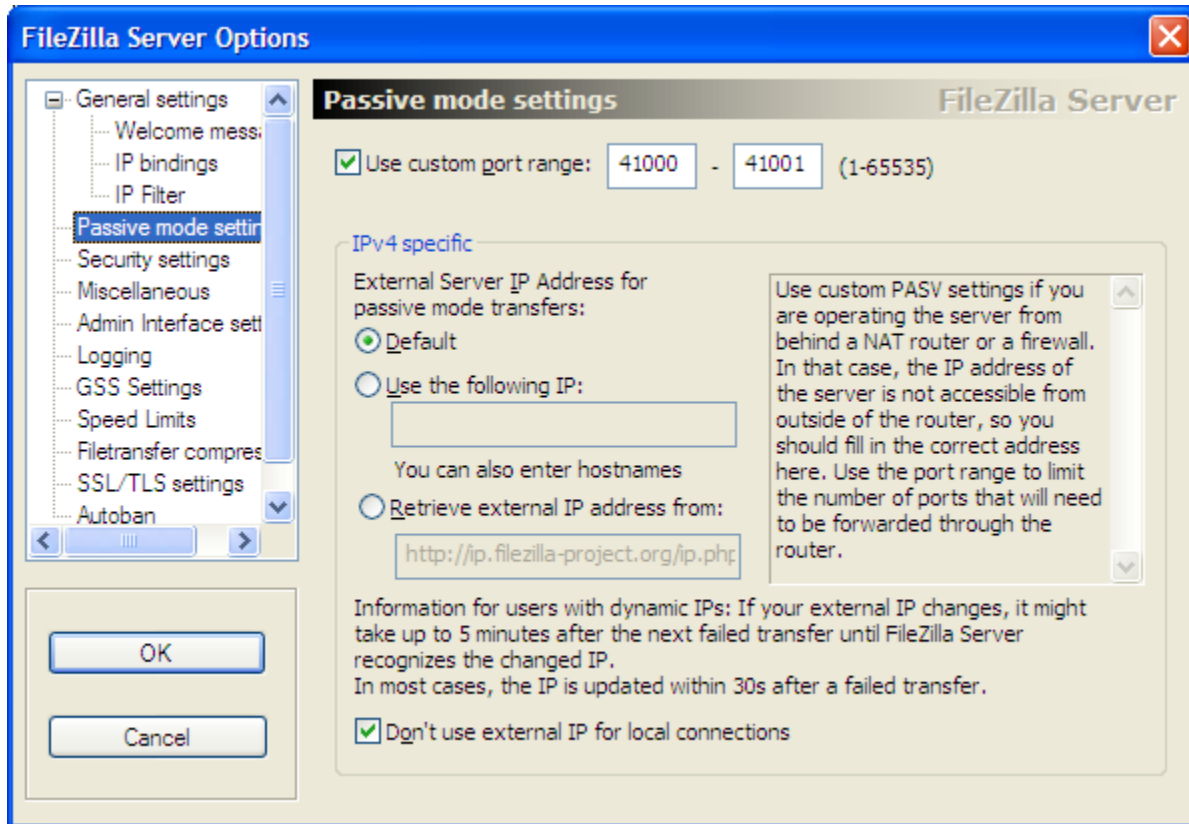 FileZilla Server Options
General settings
Welcome messa
IP bindings
IP Filter
Passive mode settin
Security settings
Miscellaneous
Admin Interface sett
Logging
GSS Settings
Speed Limits
Filetransfer compres
SSL/TLS settings
Autoban
OK
Cancel
Passive mode settings
FileZilla Server
Use custom port range: 41000 - 41001 (1-65535)
IPv4 specific
External Server IP Address for
passive mode transfers:
Default
Use the following IP:
You can also enter hostnames
Retrieve external IP address from:
http://ip.filezilla-project.org/ip.php
Use custom PASV settings if you
are operating the server from
behind a NAT router or a firewall.
In that case, the IP address of
the server is not accessible from
outside of the router, so you
should fill in the correct address
here. Use the port range to limit
the number of ports that will need
to be forwarded through the
router.
Information for users with dynamic IPs: If your external IP changes, it might
take up to 5 minutes after the next failed transfer until FileZilla Server
recognizes the changed IP.
In most cases, the IP is updated within 30s after a failed transfer.
Don't use external IP for local connections